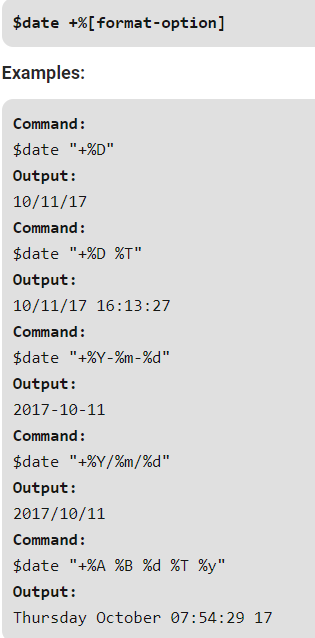 $date +%[format-option]
Examples:
Command:
$date "+%D"
Output:
10/11/17
Command:
$date "+%D %T"
Output:
10/11/17 16:13:27
Command:
$date "+%Y-%m-%d"
Output:
2017-10-11
Command:
$date "+%Y/%m/%d"
Output:
2017/10/11
Command:
$date "+%A %B %d %T %y"
Output:
Thursday October 07:54:29 17